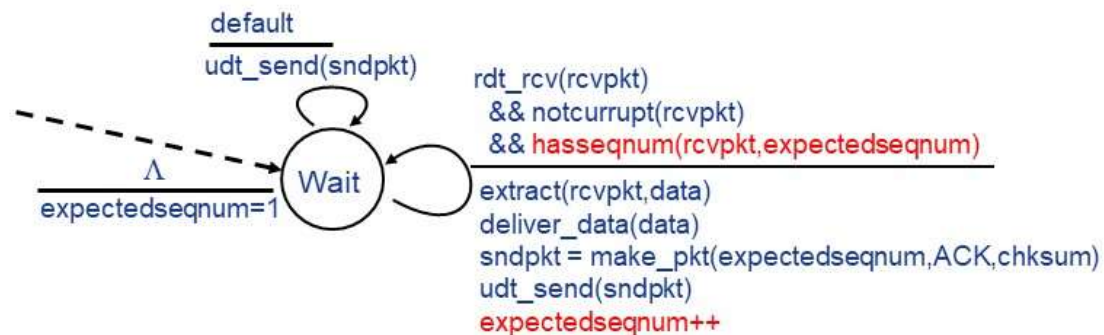 default
udt_send(sndpkt)
rdt_rcv(rcvpkt)
&& notcurrupt(rcvpkt)
&& hasseqnum(rcvpkt,expectedseqnum)
Λ
expectedseqnum=1
Wait
extract(rcvpkt,data)
deliver_data(data)
sndpkt = make_pkt(expectedseqnum,ACK,chksum)
udt_send(sndpkt)
expectedseqnum++